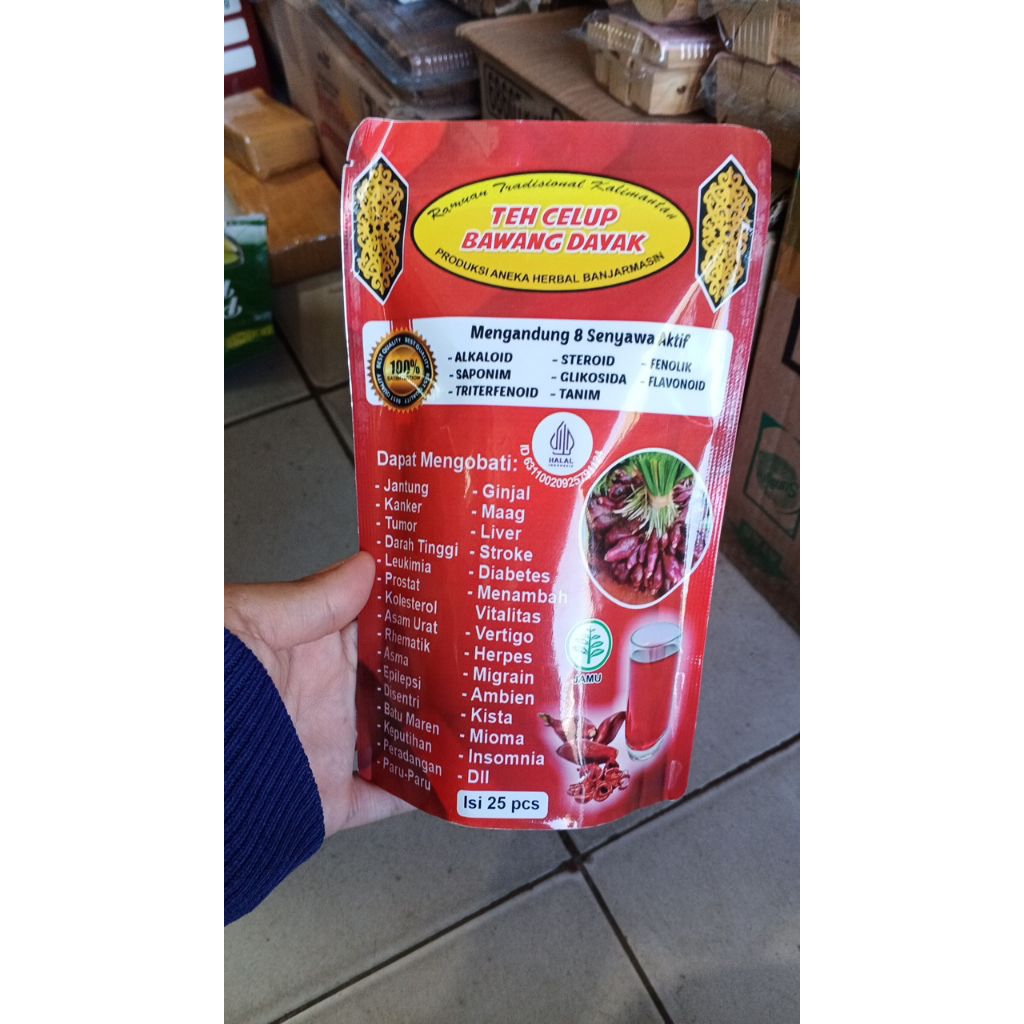 Ramuan Tradisional Kalimantan
TEH CELUP
BAWANG DAYAK
PRODUKSI ANEKA HERBAL BANJARMASIN
Mengandung 8 Senyawa Aktif
- ALKALOID
- SAPONIM
- TRITERFENOID
- STEROID
- GLIKOSIDA
- TANIM
- FENOLIK
- FLAVONOID
BEST QUALITY
100%
HALAL
INDONESIA
Dapat Mengobati:
- Jantung
- Kanker
- Tumor
- Darah Tinggi
- Leukimia
- Prostat
- Kolesterol
- Asam Urat
- Rhematik
- Asma
- Epilepsi
- Disentri
- Batu Maren
- Keputihan
- Peradangan
- Paru-Paru
- Ginjal
- Maag
- Liver
- Stroke
- Diabetes
- Menambah
Vitalitas
- Vertigo
- Herpes
- Migrain
- Ambien
- Kista
- Mioma
- Insomnia
- Dll
JAMU
Isi 25 pcs